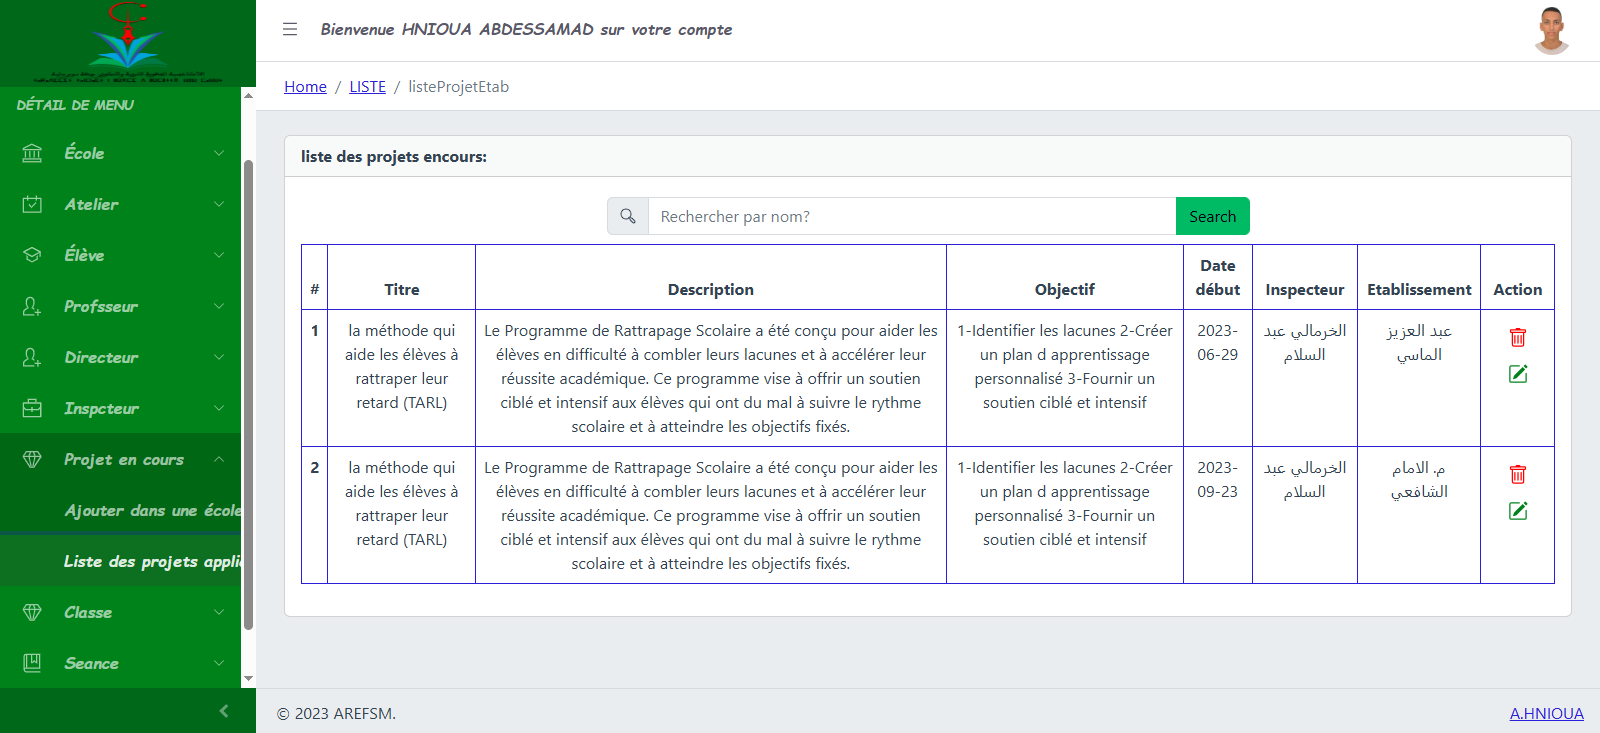 Bienvenue HNIOUA ABDESSAMAD sur votre compte
DÉTAIL DE MENU
École
Atelier
Élève
Profsseur
Directeur
Inspcteur
Projet en cours
Ajouter dans une école
Liste des projets appli
Classe
Seance
Home / LISTE / listeProjetEtab
liste des projets encours:
Rechercher par nom? Search
# Titre Description Objectif Date début Inspecteur Etablissement Action
1
la méthode qui
aide les élèves à
rattraper leur
retard (TARL)
Le Programme de Rattrapage Scolaire a été conçu pour aider les
élèves en difficulté à combler leurs lacunes et à accélérer leur
réussite académique. Ce programme vise à offrir un soutien
ciblé et intensif aux élèves qui ont du mal à suivre le rythme
scolaire et à atteindre les objectifs fixés.
1-Identifier les lacunes 2-Créer
un plan d apprentissage
personnalisé 3-Fournir un
soutien ciblé et intensif
2023-
06-29
الخرمالي عبد
السلام
عبد العزيز
الماسي
2
la méthode qui
aide les élèves à
rattraper leur
retard (TARL)
Le Programme de Rattrapage Scolaire a été conçu pour aider les
élèves en difficulté à combler leurs lacunes et à accélérer leur
réussite académique. Ce programme vise à offrir un soutien
ciblé et intensif aux élèves qui ont du mal à suivre le rythme
scolaire et à atteindre les objectifs fixés.
1-Identifier les lacunes 2-Créer
un plan d apprentissage
personnalisé 3-Fournir un
soutien ciblé et intensif
2023-
09-23
الخرمالي عبد
السلام
م. الامام
الشافعي
© 2023 AREFSM.
A.HNIOUA